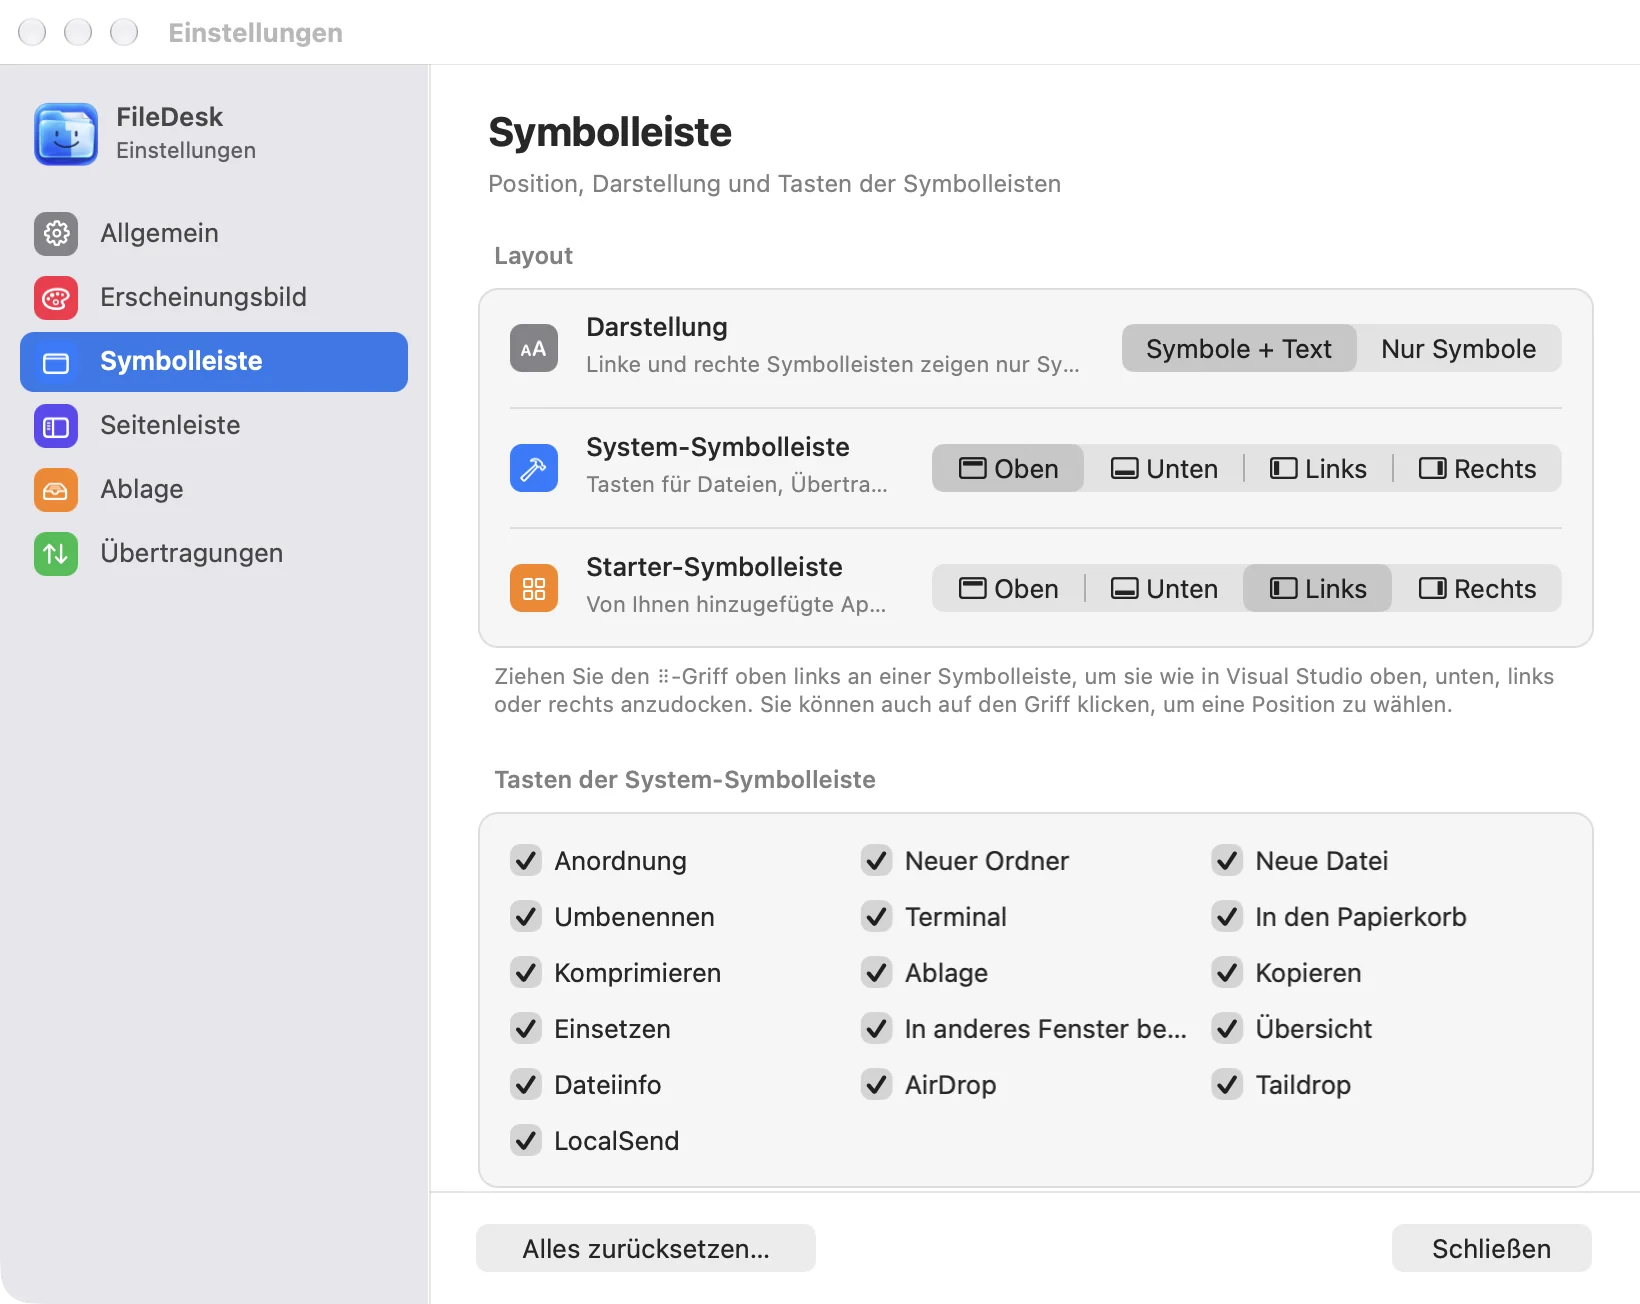 Einstellungen
FileDesk
Einstellungen
Allgemein
Erscheinungsbild
Symbolleiste
Seitenleiste
Ablage
Übertragungen
Symbolleiste
Position, Darstellung und Tasten der Symbolleisten
Layout
Darstellung
Linke und rechte Symbolleisten zeigen nur Sy...
Symbole + Text
Nur Symbole
System-Symbolleiste
Tasten für Dateien, Übertra...
Oben
Unten
Links
Rechts
Starter-Symbolleiste
Von Ihnen hinzugefügte Ap...
Oben
Unten
Links
Rechts
Ziehen Sie den ⠿-Griff oben links an einer Symbolleiste, um sie wie in Visual Studio oben, unten, links
oder rechts anzudocken. Sie können auch auf den Griff klicken, um eine Position zu wählen.
Tasten der System-Symbolleiste
Anordnung
Neuer Ordner
Neue Datei
Umbenennen
Terminal
In den Papierkorb
Komprimieren
Ablage
Kopieren
Einsetzen
In anderes Fenster be...
Übersicht
Dateiinfo
AirDrop
Taildrop
LocalSend
Alles zurücksetzen...
Schließen